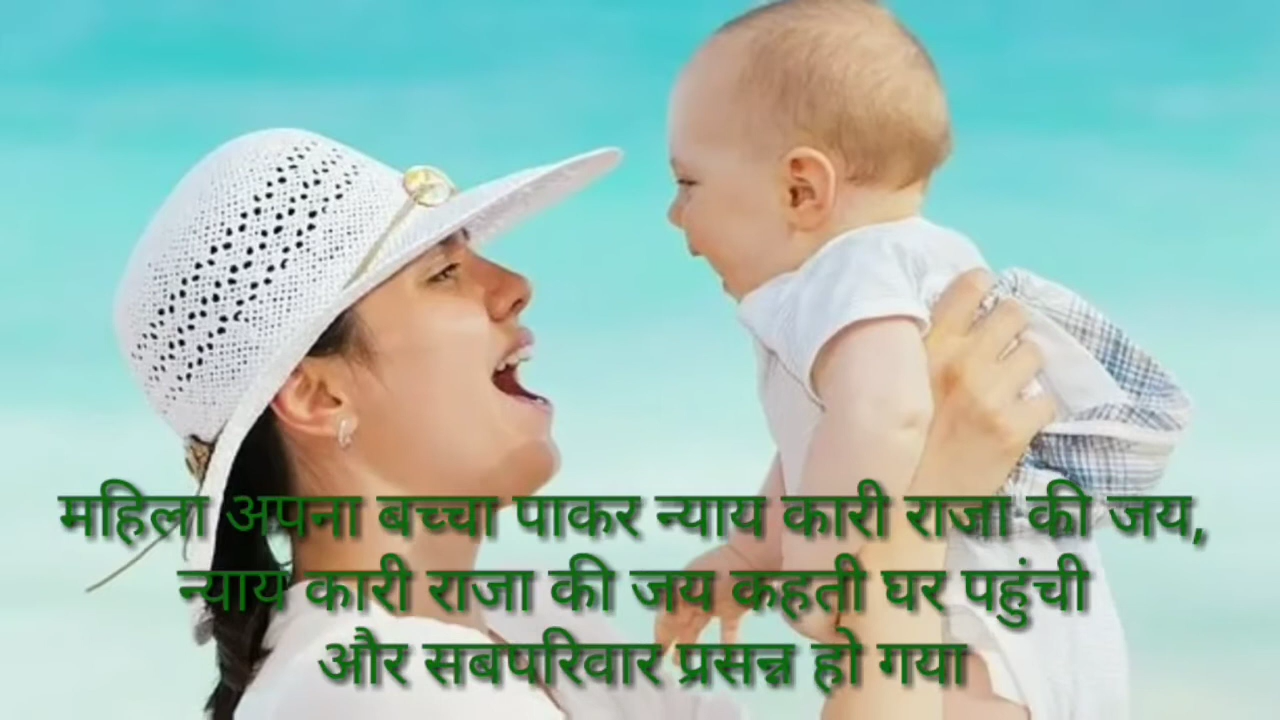 महिला अपना बच्चा पाकर न्याय कारी राजा की जय,
न्याय कारी राजा की जय कहती घर पहुंची
और सबपरिवार प्रसन्न हो गया